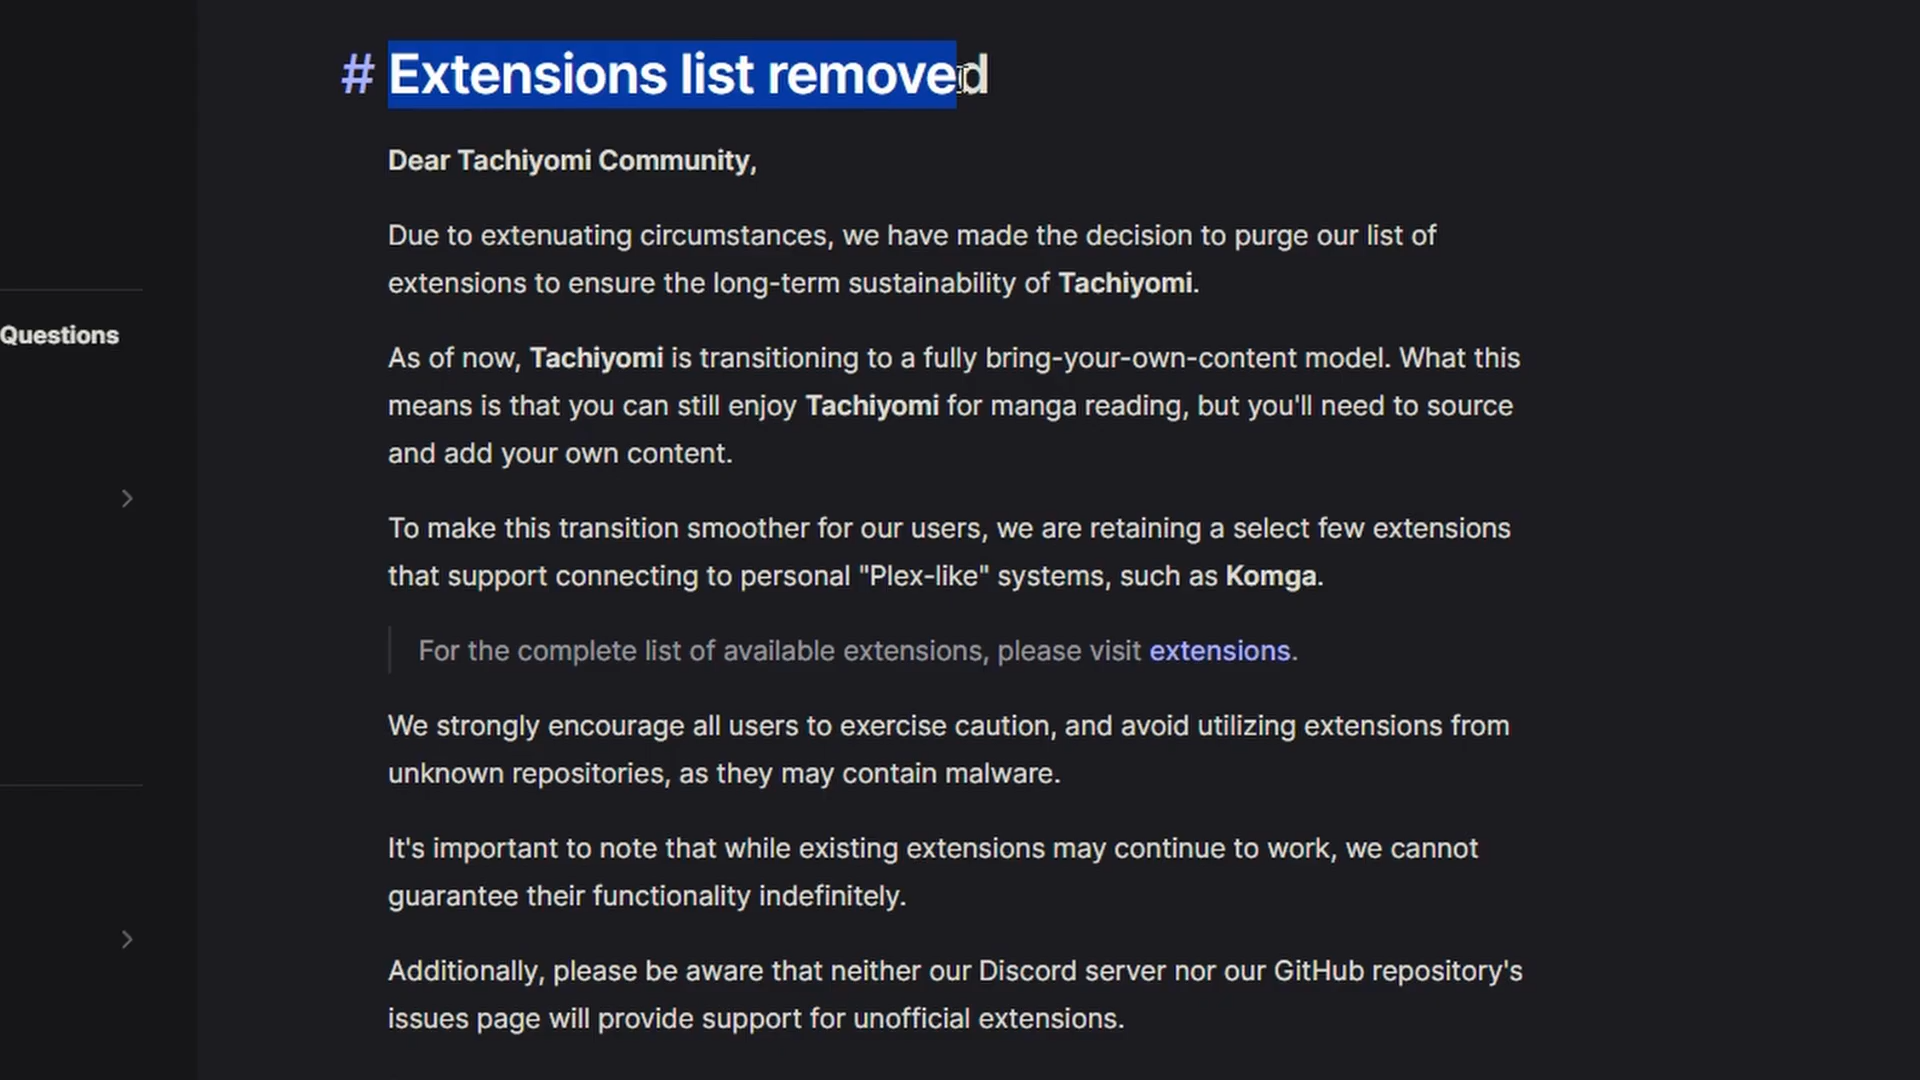 # Extensions list removed
Dear Tachiyomi Community,
Due to extenuating circumstances, we have made the decision to purge our list of
extensions to ensure the long-term sustainability of Tachiyomi.
Questions
As of now, Tachiyomi is transitioning to a fully bring-your-own-content model. What this
means is that you can still enjoy Tachiyomi for manga reading, but you'll need to source
and add your own content.
To make this transition smoother for our users, we are retaining a select few extensions
that support connecting to personal "Plex-like" systems, such as Komga.
For the complete list of available extensions, please visit extensions.
We strongly encourage all users to exercise caution, and avoid utilizing extensions from
unknown repositories, as they may contain malware.
It's important to note that while existing extensions may continue to work, we cannot
guarantee their functionality indefinitely.
Additionally, please be aware that neither our Discord server nor our GitHub repository's
issues page will provide support for unofficial extensions.